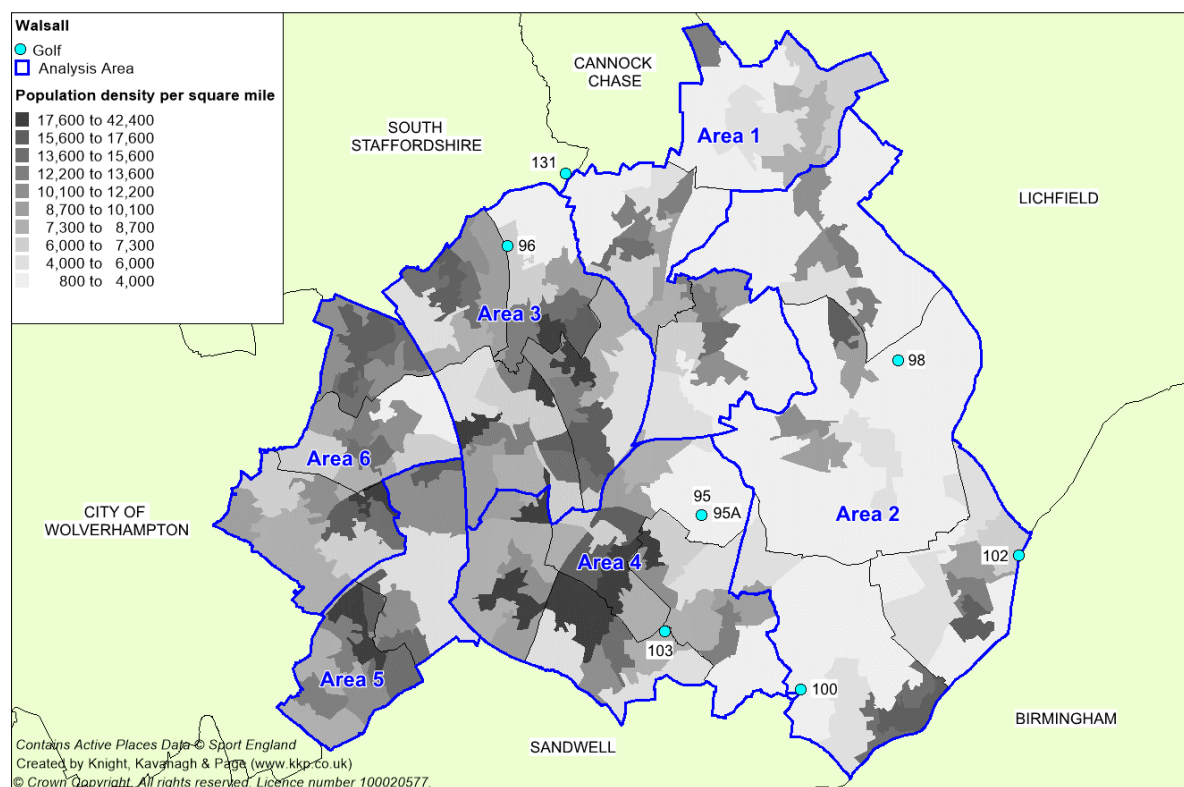 Walsall
Golf
Analysis Area
Population density per square mile
17,600 to 42,400
15,600 to 17,600
13,600 to 15,600
12,200 to 13,600
10,100 to 12,200
8,700 to 10,100
7,300 to 8,700
6,000 to 7,300
4,000 to 6,000
800 to 4,000
CANNOCK
CHASE
SOUTH
STAFFORDSHIRE
Area 1
131
LICHFIELD
96
Area 3
98
Area 6
CITY OF
WOLVERHAMPTON
95
95A
Area 2
102
Area 4
103
Area 5
100
BIRMINGHAM
SANDWELL
Contains Active Places Data © Sport England
Created by Knight, Kavanagh & Page (www.kkp.co.uk)
© Crown Copyright. All rights reserved. Licence number 100020577.